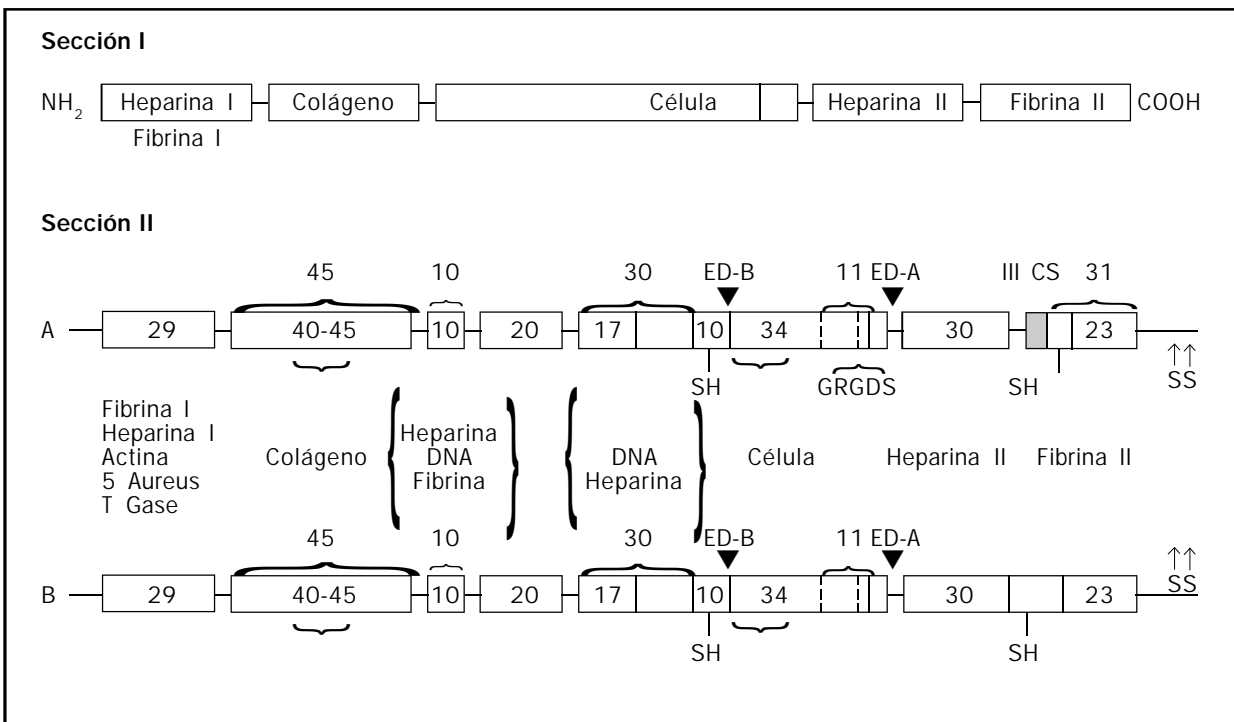 Sección I
NH2 Heparina I Colágeno Célula Heparina II Fibrina II COOH
Fibrina I
Sección II
45 10 30 ED-B 11 ED-A III CS 31
A 29 40-45 10 20 17 10 34 30 23
SH GRGDS SH ↑↑
SS
Fibrina I
Heparina I
Actina
5 Aureus
T Gase
Colágeno
Heparina
DNA
Fibrina
DNA
Heparina
Célula
Heparina II
Fibrina II
45 10 30 ED-B 11 ED-A ↑↑
SS
B 29 40-45 10 20 17 10 34 30 23
SH SH